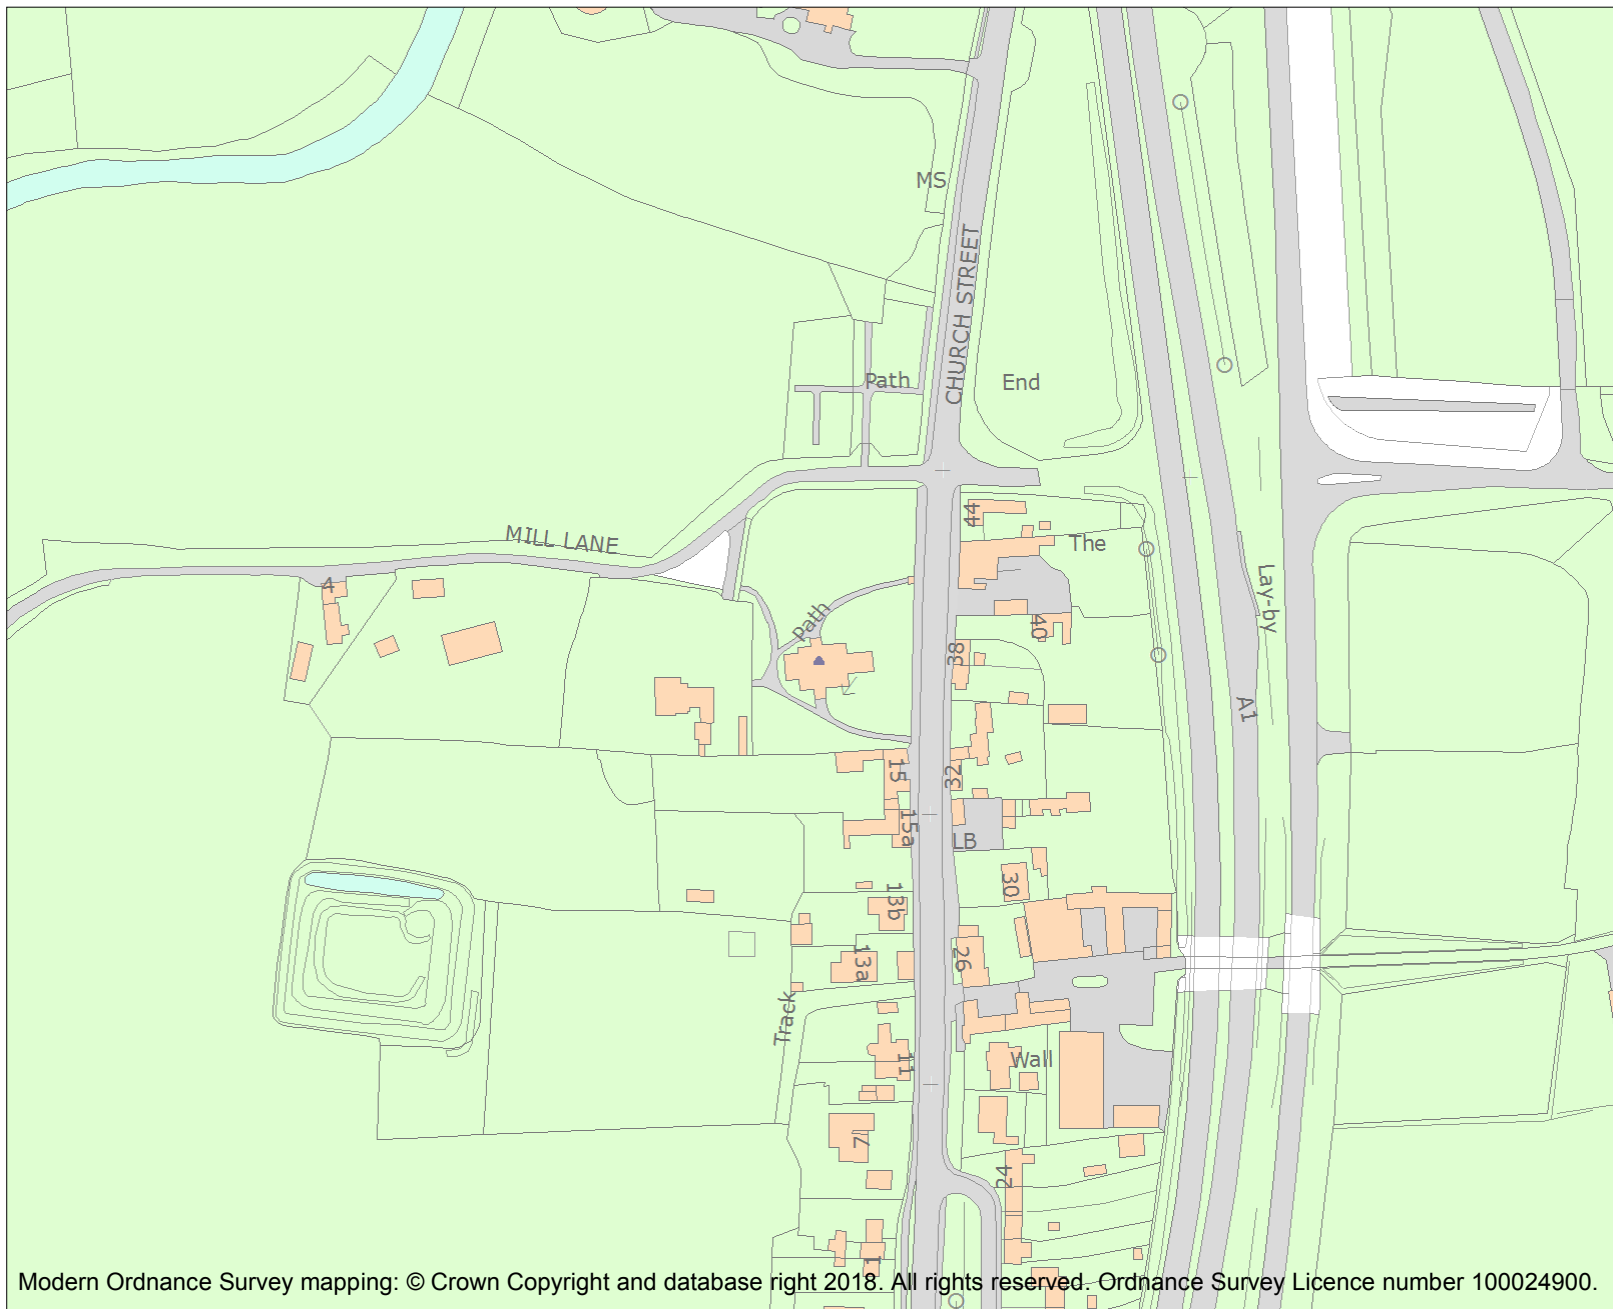 MS
CHURCH STREET
Path
End
MILL LANE
44
The
4
Lay-by
Path
40
38
A1
15
32
15a
LB
30
13b
13a
26
Track
Wall
11
7
24
1
Modern Ordnance Survey mapping: © Crown Copyright and database right 2018. All rights reserved. Ordnance Survey Licence number 100024900.